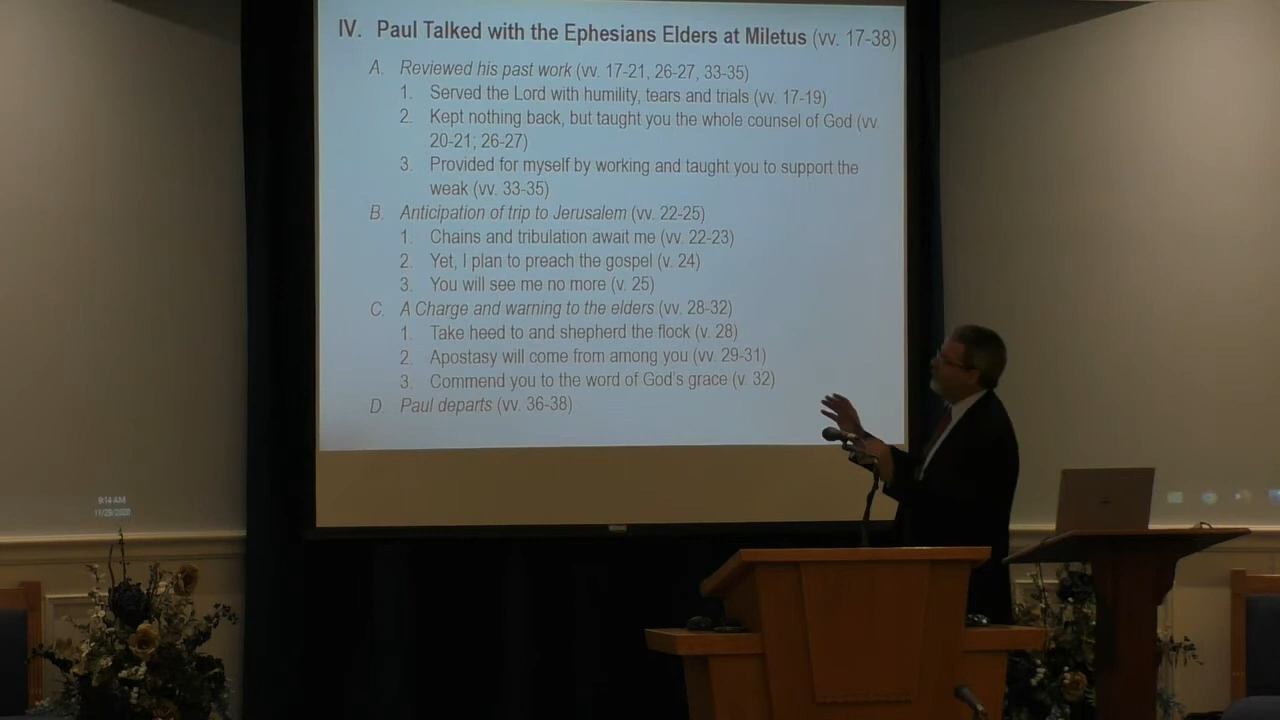 IV. Paul Talked with the Ephesians Elders at Miletus (vv. 17-38)
A. Reviewed his past work (vv. 17-21, 26-27, 33-35)
1. Served the Lord with humility, tears and trials (vv. 17-19)
2. Kept nothing back, but taught you the whole counsel of God (vv
20-21; 26-27)
3. Provided for myself by working and taught you to support the
weak (vv. 33-35)
B. Anticipation of trip to Jerusalem (vv. 22-25)
1. Chains and tribulation await me (vv. 22-23)
2. Yet, I plan to preach the gospel (v. 24)
3. You will see me no more (v. 25)
C. A Charge and warning to the elders (vv. 28-32)
1. Take heed to and shepherd the flock (v. 28)
2. Apostasy will come from among you (vv. 29-31)
3. Commend you to the word of God's grace (v. 32)
D. Paul departs (vv. 36-38)
9:14 AM
11/29/2020